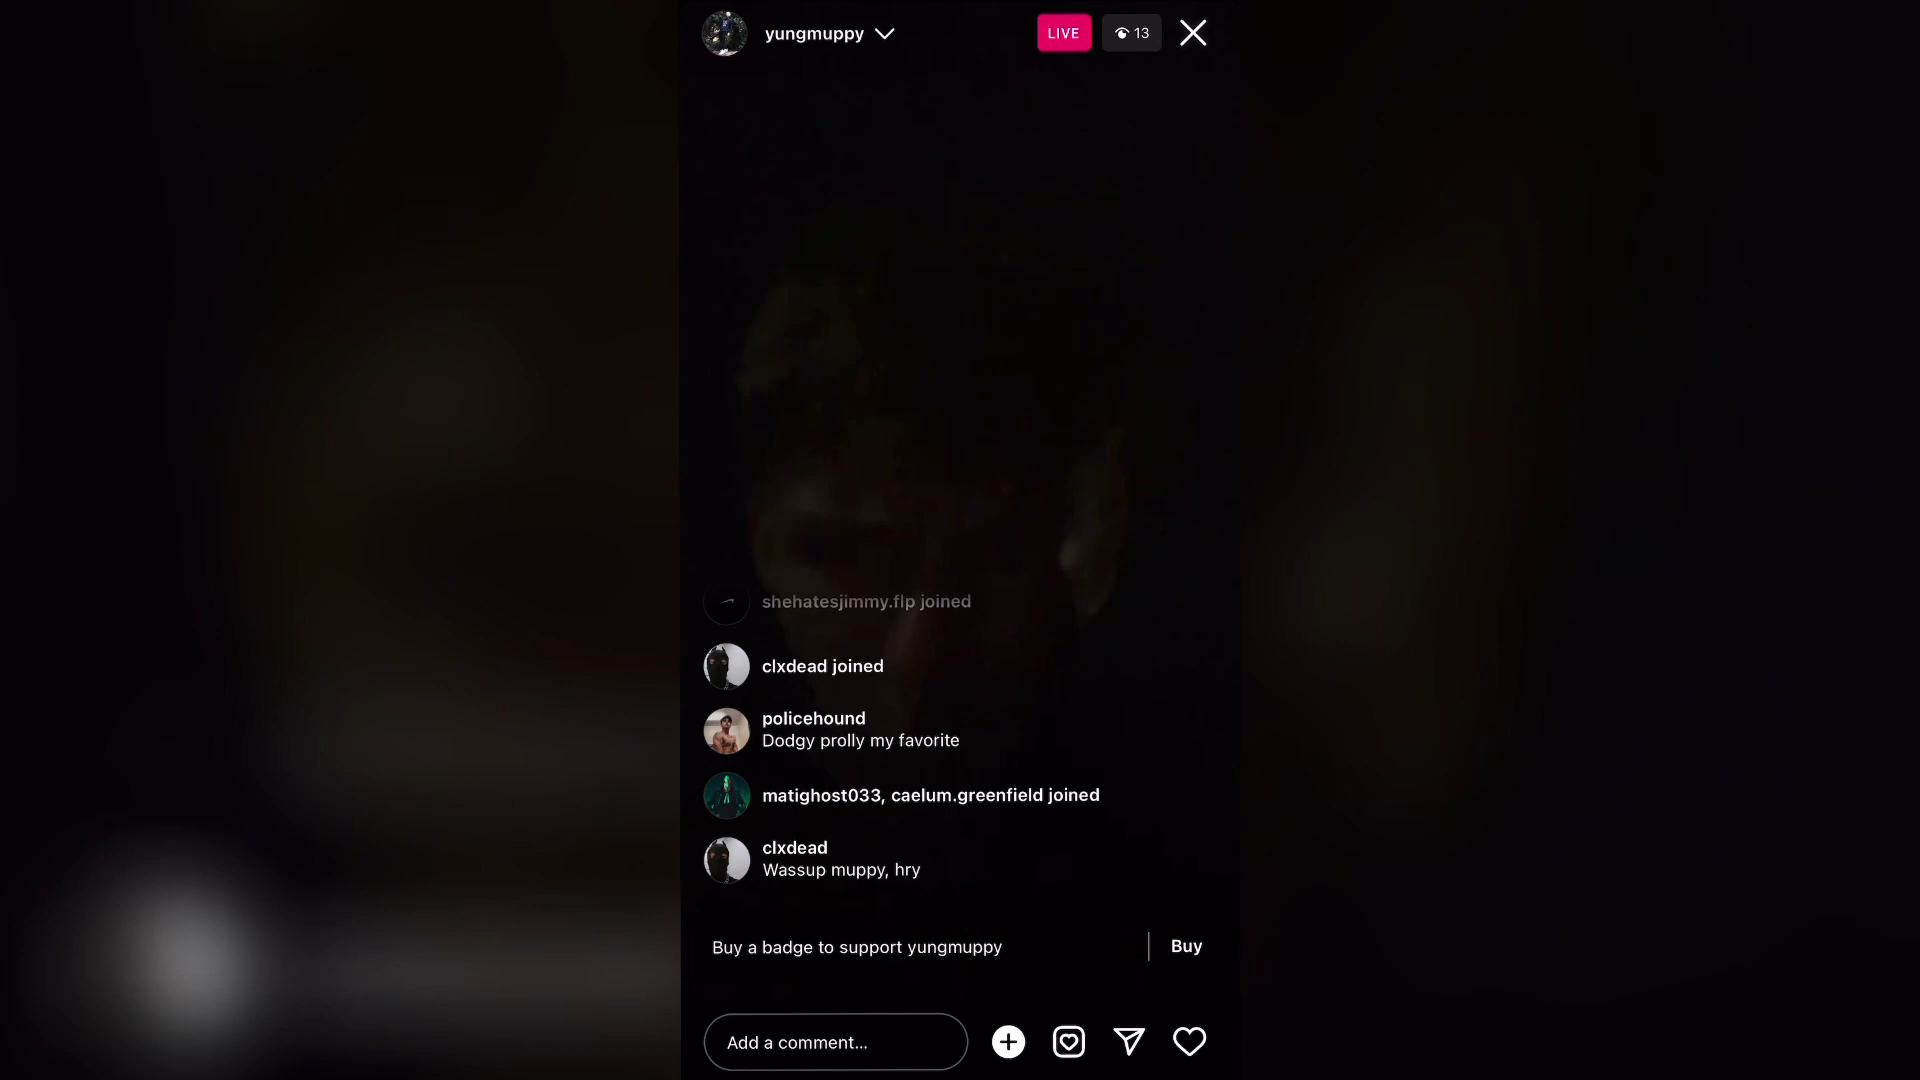 yungmuppy
LIVE
13
shehatesjimmy.flp joined
clxdead joined
policehound
Dodgy prolly my favorite
matighost033, caelum.greenfield joined
clxdead
Wassup muppy, hry
Buy a badge to support yungmuppy
Buy
Add a comment...